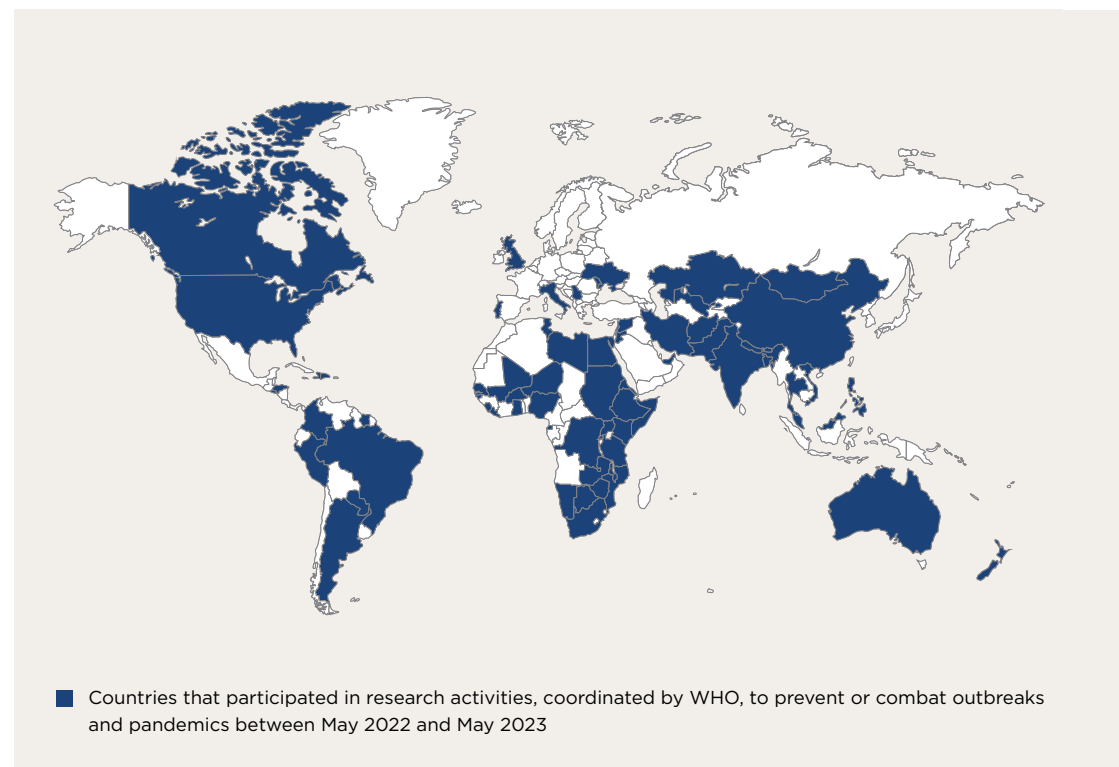 Countries that participated in research activities, coordinated by WHO, to prevent or combat outbreaks
and pandemics between May 2022 and May 2023